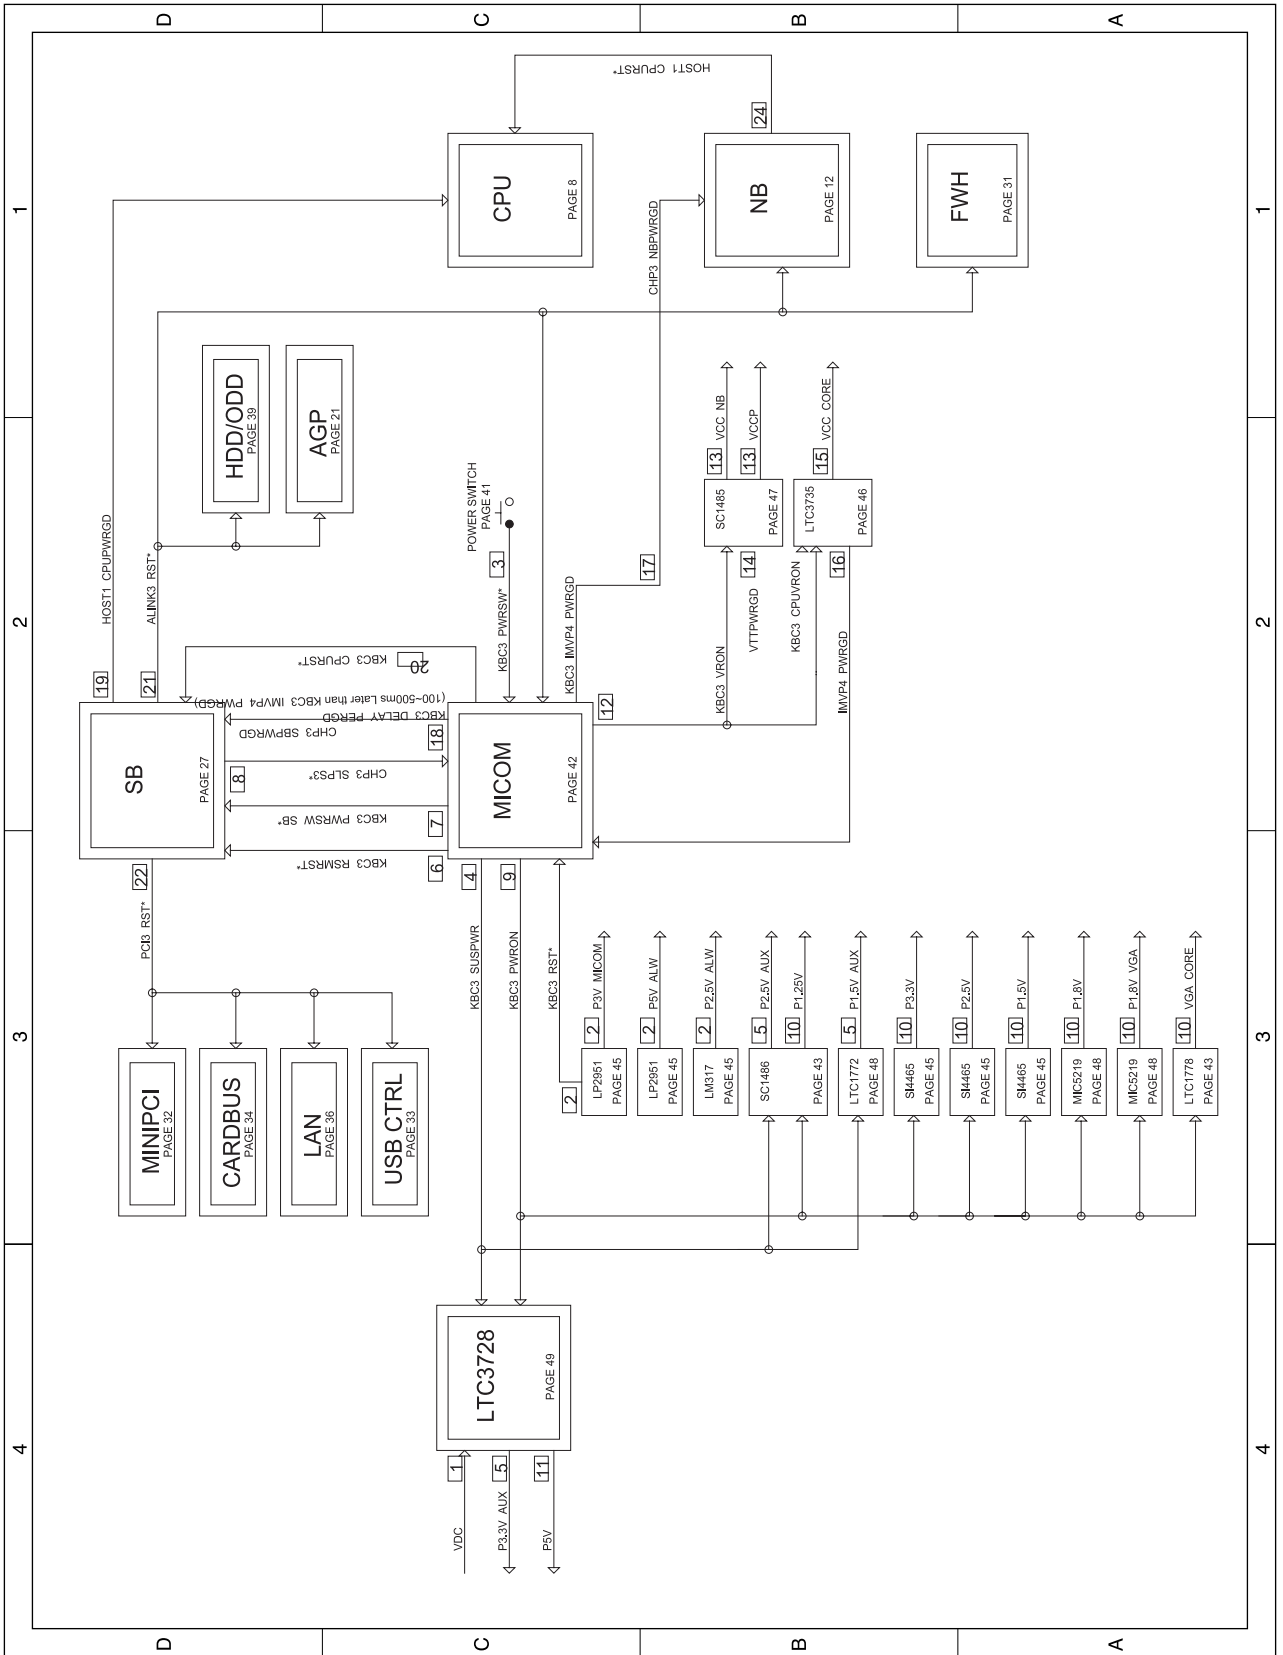 4
3
2
1
D
D
C
C
B
B
A
A
4
3
2
1
SB
PAGE 27
19
HOST1 CPUPWRGD
21
ALINK3 RST*
22
PCI3 RST*
MINIPCI
PAGE 32
CARDBUS
PAGE 34
LAN
PAGE 36
USB CTRL
PAGE 33
HDD/ODD
PAGE 39
AGP
PAGE 21
KBC3 CPURST*
20
(100~500ms Later than KBC3 IMVP4 PWRGD)
KBC3 DELAY PERGD
CHP3 SBPWRGD
18
CHP3 SLPS3*
8
KBC3 PWRSW SB*
7
KBC3 RSMRST*
6
MICOM
PAGE 42
POWER SWITCH
PAGE 41
3
KBC3 PWRSW*
KBC3 IMVP4 PWRGD
12
17
CHP3 NBPWRGD
4
KBC3 SUSPWR
9
KBC3 PWRON
KBC3 RST*
2
CPU
PAGE 8
HOST1 CPURST*
24
NB
PAGE 12
FWH
PAGE 31
KBC3 VRON
SC1485
PAGE 47
13
VCC NB
13
VCCP
14
VTTPWRGD
KBC3 CPUVRON
LTC3735
PAGE 46
15
VCC CORE
16
IMVP4 PWRGD
LTC3728
PAGE 49
1
VDC
5
P3.3V AUX
11
P5V
LP2951
PAGE 45
2
P3V MICOM
LP2951
PAGE 45
2
P5V ALW
LM317
PAGE 45
2
P2.5V ALW
SC1486
PAGE 43
5
P2.5V AUX
10
P1.25V
LTC1772
PAGE 48
5
P1.5V AUX
SI4465
PAGE 45
10
P3.3V
SI4465
PAGE 45
10
P2.5V
SI4465
PAGE 45
10
P1.5V
MIC5219
PAGE 48
10
P1.8V
MIC5219
PAGE 48
10
P1.8V VGA
LTC1778
PAGE 43
10
VGA CORE